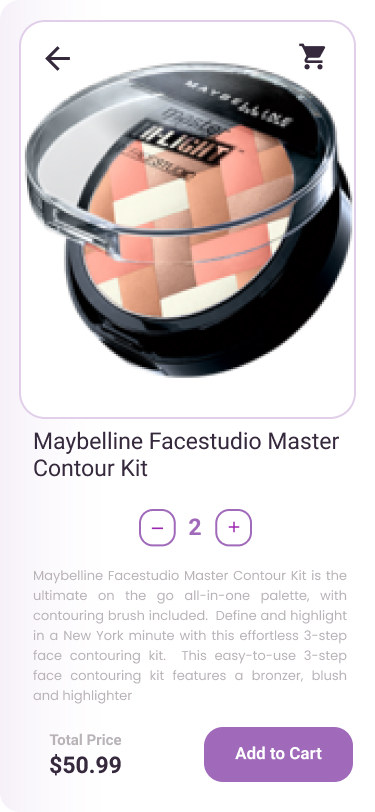 MAYBELLINE
master
HI-LIGHT
FACESTUDIO
Maybelline Facestudio Master
Contour Kit
− 2 +
Maybelline Facestudio Master Contour Kit is the
ultimate on the go all-in-one palette, with
contouring brush included. Define and highlight
in a New York minute with this effortless 3-step
face contouring kit. This easy-to-use 3-step
face contouring kit features a bronzer, blush
and highlighter
Total Price
$50.99
Add to Cart